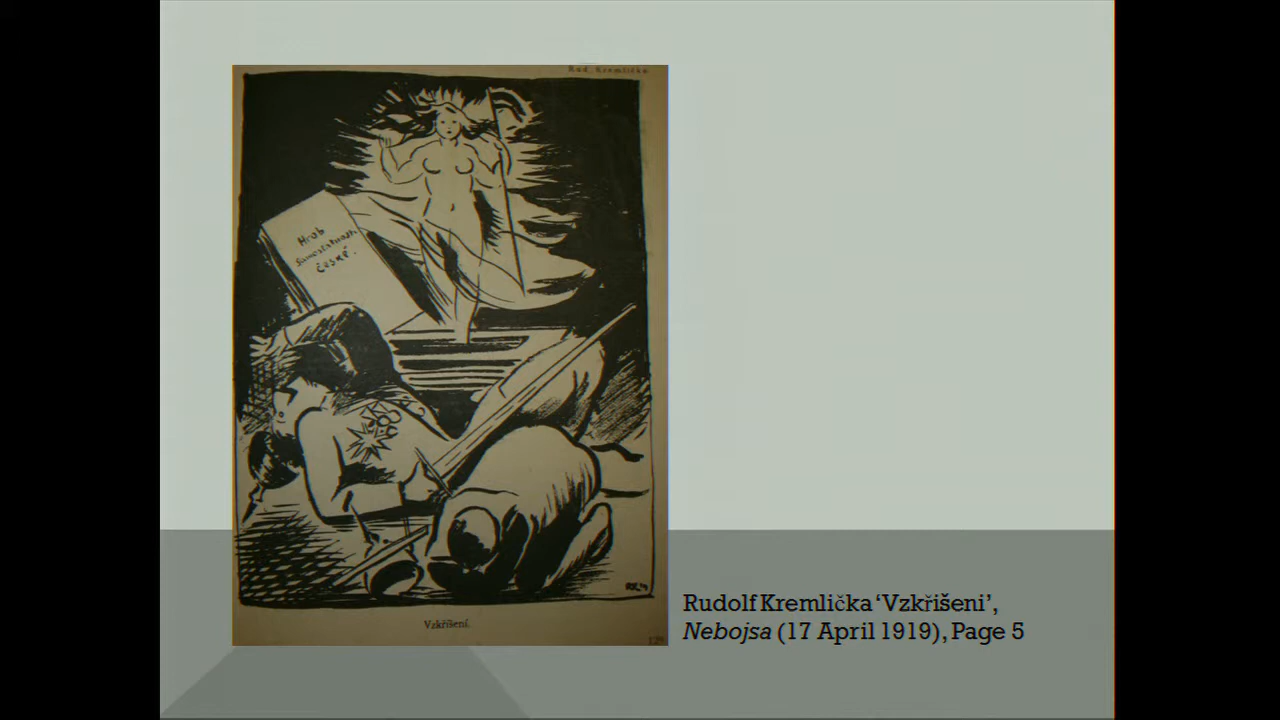 Rud. Kremlička
Hrob
samostatnosti
české.
Vzkříšení.
Rudolf Kremlička ‘Vzkřišeni’,
Nebojsa (17 April 1919), Page 5